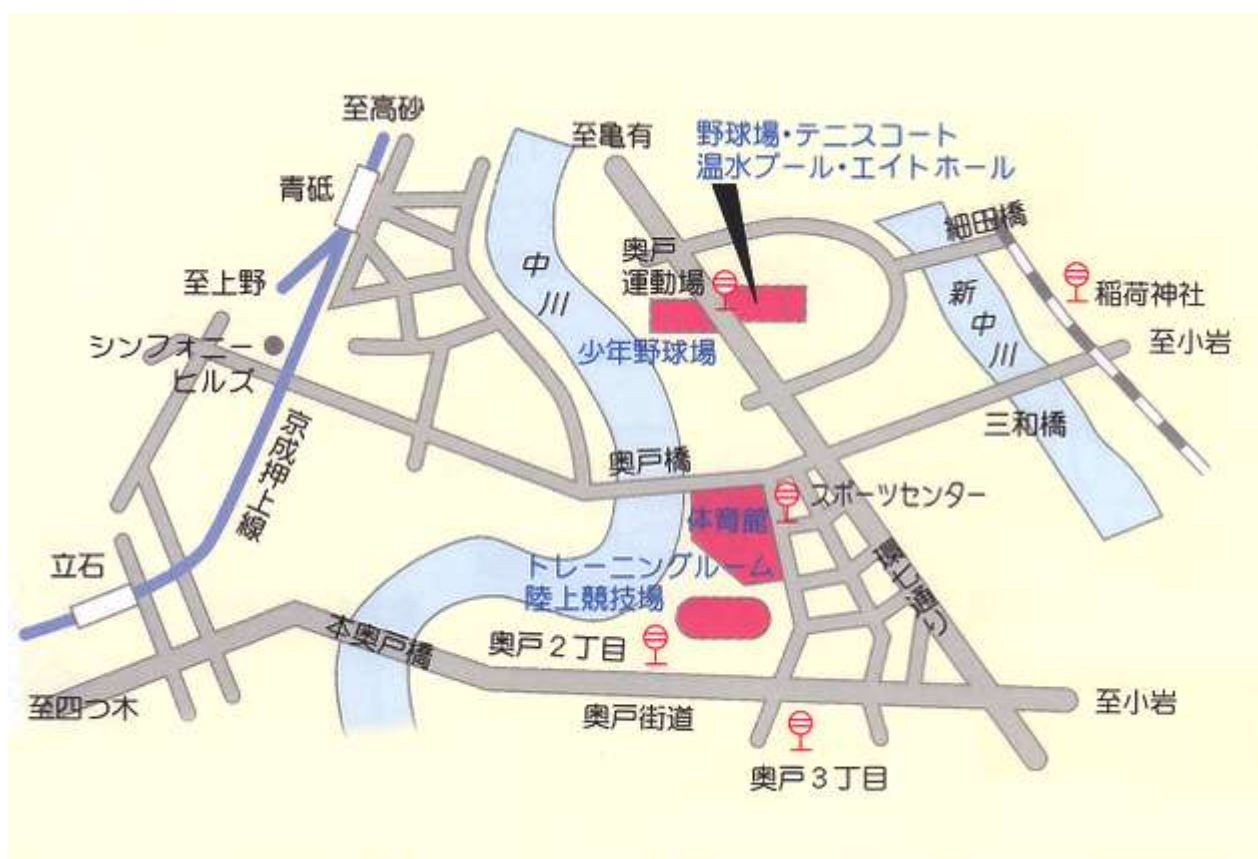 至高砂
至亀有
野球場・テニスコート
温水プール・エイトホール
青砥
細田橋
奥戸
運動場
中川
至上野
新中川
稲荷神社
シンフォニー
ヒルズ
少年野球場
至小岩
京成押上線
三和橋
奥戸橋
スポーツセンター
体育館
立石
トレーニングルーム
陸上競技場
環七通り
本奥戸橋
奥戸2丁目
至四つ木
奥戸街道
至小岩
奥戸3丁目